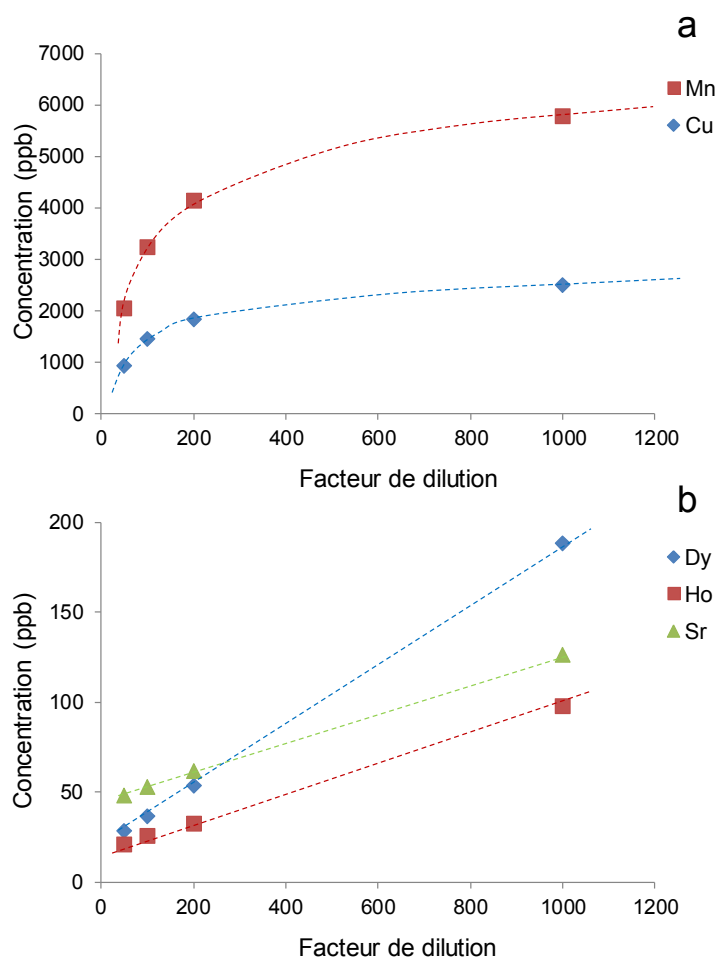 a
7000
6000
5000
4000
3000
2000
1000
0
Concentration (ppb)
Mn
Cu
0 200 400 600 800 1000 1200
Facteur de dilution
b
200
150
100
50
0
Concentration (ppb)
Dy
Ho
Sr
0 200 400 600 800 1000 1200
Facteur de dilution